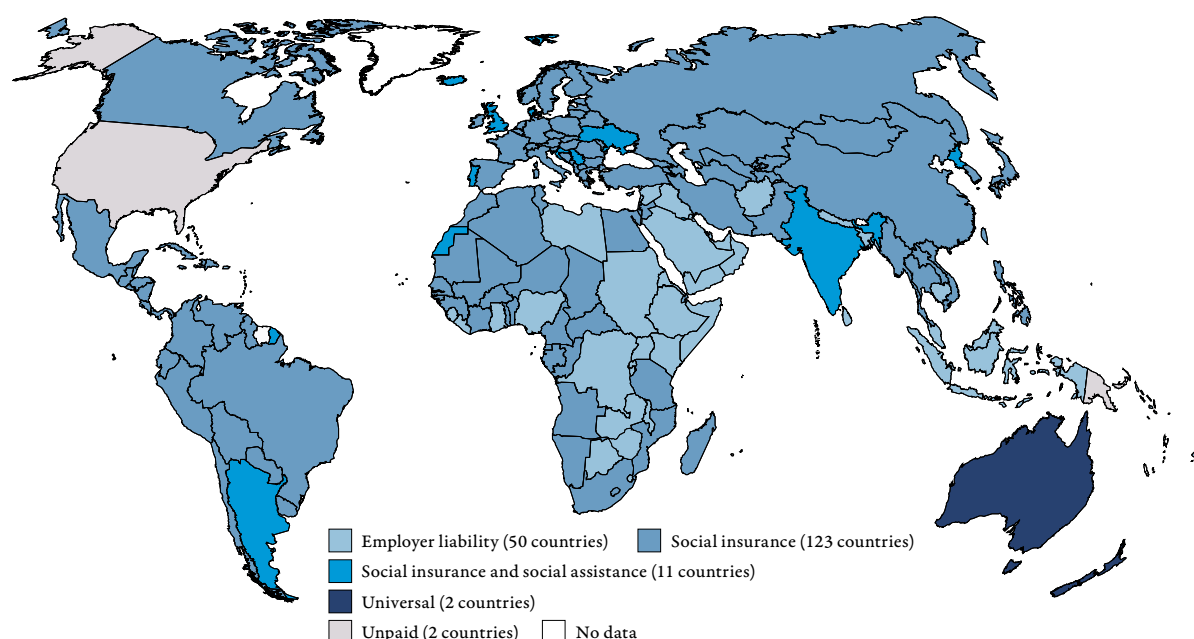 Employer liability (50 countries) Social insurance (123 countries)
Social insurance and social assistance (11 countries)
Universal (2 countries)
Unpaid (2 countries) No data